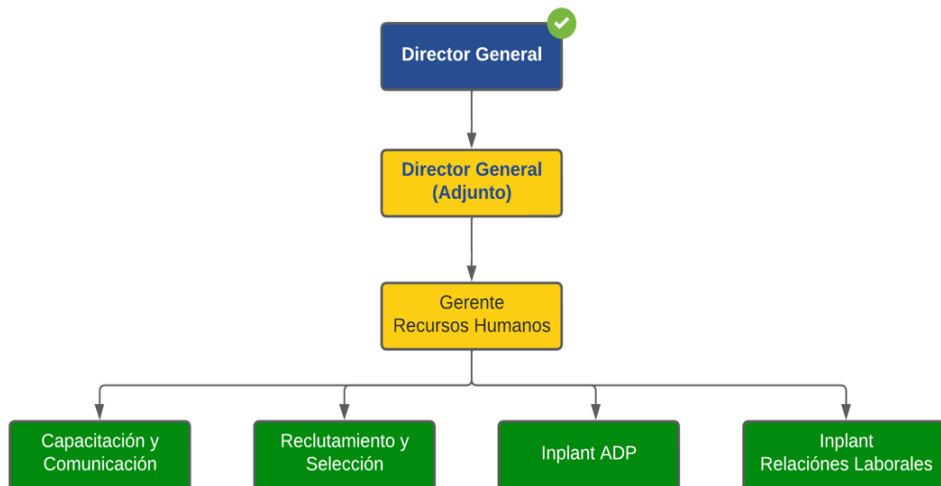 Director General
Director General
(Adjunto)
Gerente
Recursos Humanos
Capacitación y
Comunicación
Reclutamiento y
Selección
Inplant ADP
Inplant
Relaciónes Laborales